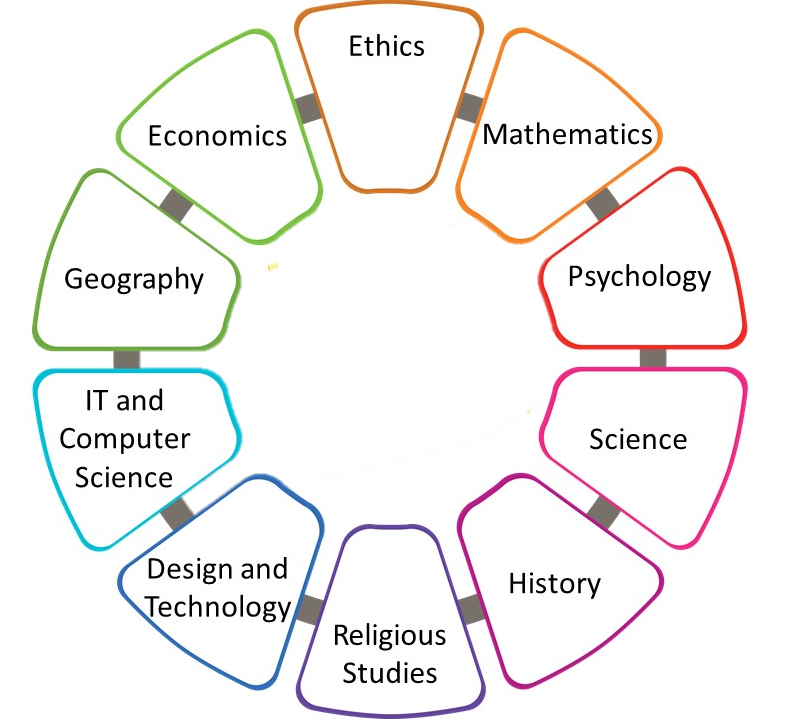 Ethics
Mathematics
Psychology
Science
History
Religious
Studies
Design and
Technology
IT and
Computer
Science
Geography
Economics